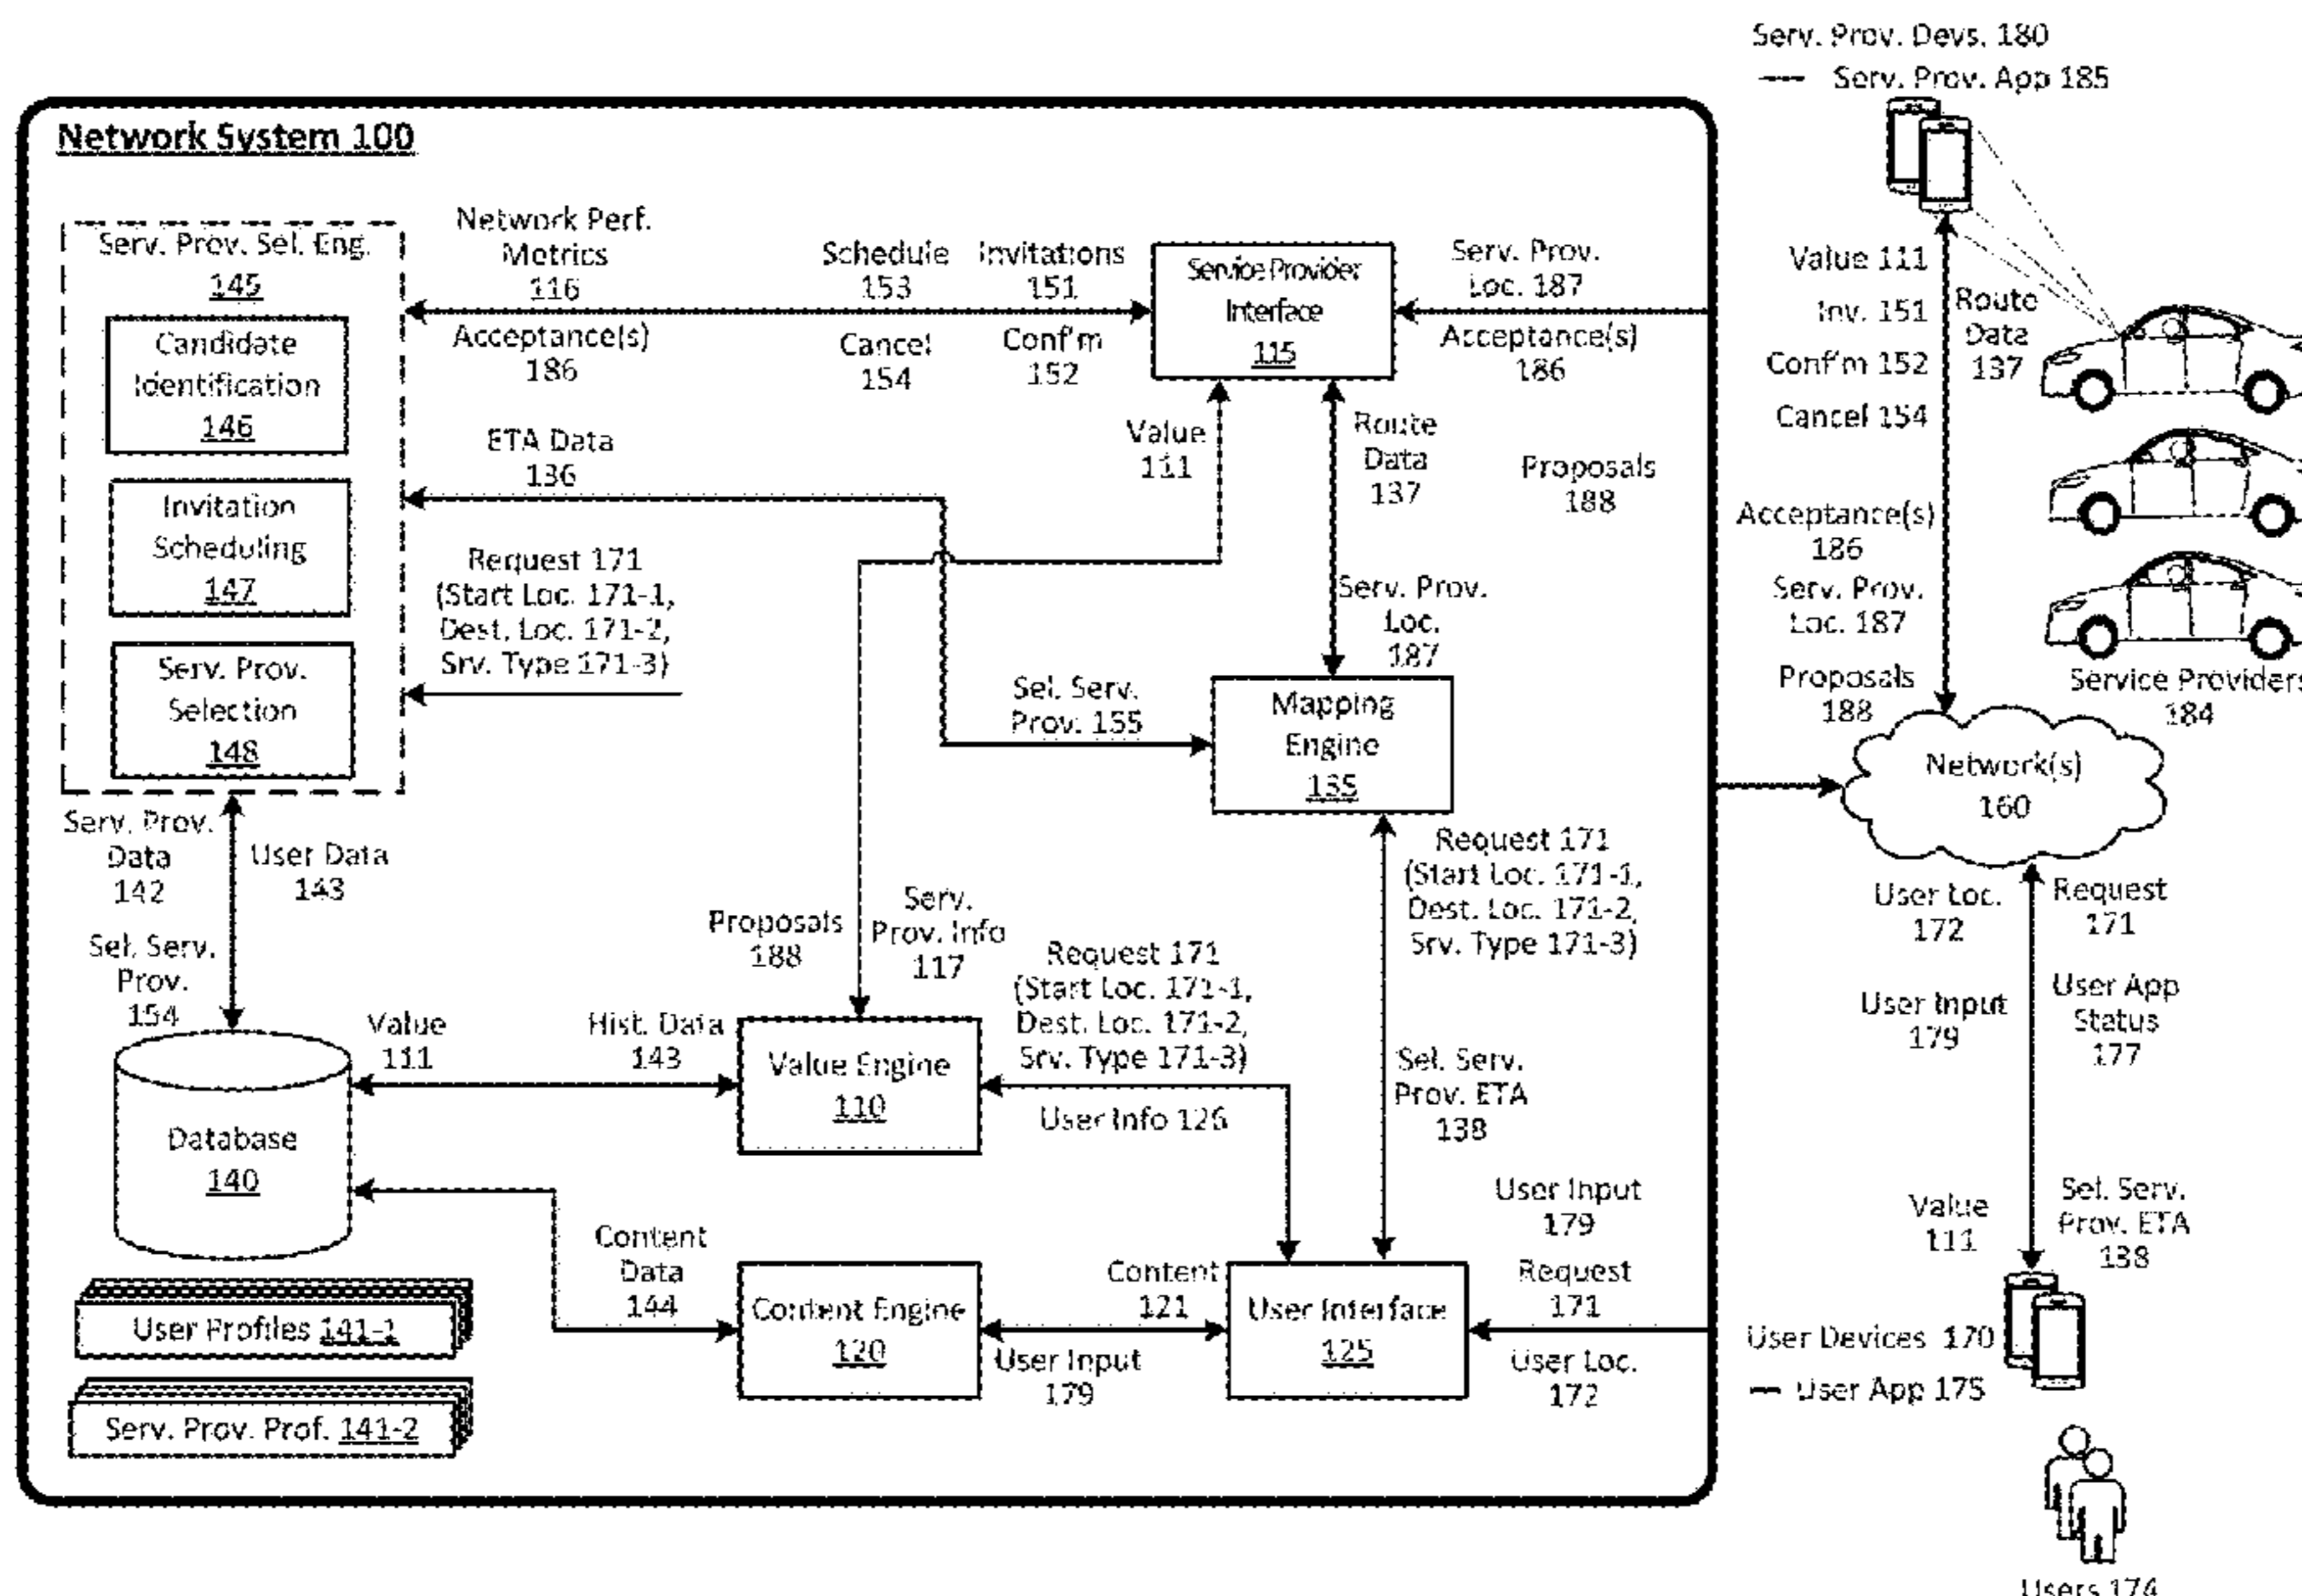 Serv. Prov. Devs. 180
Serv. Prov. App 185
Network System 100
Serv. Prov. Sel. Eng.
145
Candidate
Identification
146
Invitation
Scheduling
147
Serv. Prov.
Selection
148
Network Perf.
Metrics
116
Schedule
153
Invitations
151
Acceptance(s)
186
Cancel
154
Conf'm
152
Service Provider
Interface
115
Serv. Prov.
Loc. 187
Acceptance(s)
186
ETA Data
136
Value
111
Route
Data
137
Proposals
188
Request 171
(Start Loc. 171-1,
Dest. Loc. 171-2,
Srv. Type 171-3)
Serv. Prov.
Loc.
187
Sel. Serv.
Prov. 155
Mapping
Engine
135
Serv. Prov.
Data
142
User Data
143
Sel. Serv.
Prov.
154
Proposals
188
Serv.
Prov. Info
117
Request 171
(Start Loc. 171-1,
Dest. Loc. 171-2,
Srv. Type 171-3)
Request 171
(Start Loc. 171-1,
Dest. Loc. 171-2,
Srv. Type 171-3)
Value
111
Hist. Data
143
Value Engine
110
User Info 126
Sel. Serv.
Prov. ETA
138
Database
140
Content
Data
144
Content Engine
120
Content
121
User Input
179
User Interface
125
User Input
179
Request
171
User Loc.
172
User Profiles 141-1
Serv. Prov. Prof. 141-2
Value 111
Inv. 151
Conf'm 152
Cancel 154
Route
Data
137
Acceptance(s)
186
Serv. Prov.
Loc. 187
Proposals
188
Service Providers
184
Network(s)
160
User Loc.
172
Request
171
User Input
179
User App
Status
177
Value
111
Sel. Serv.
Prov. ETA
138
User Devices 170
User App 175
Users 174